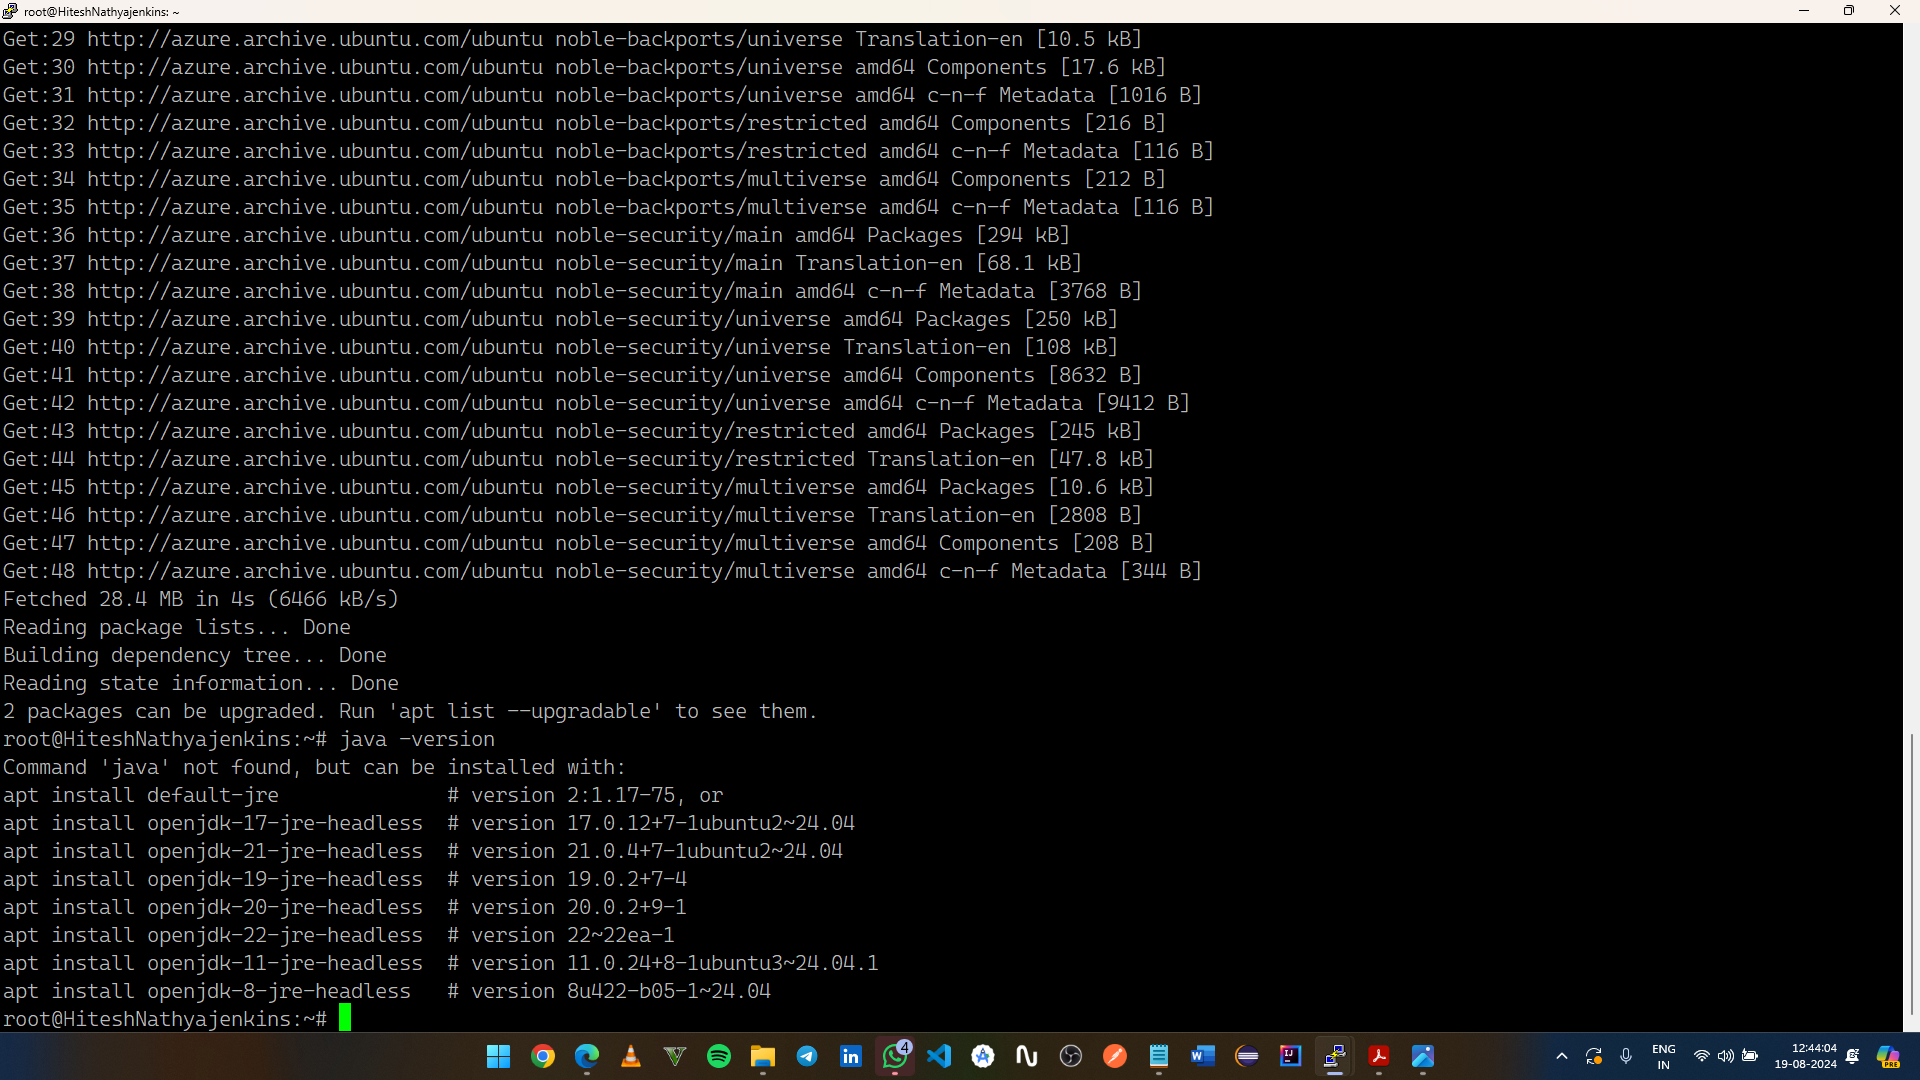 root@HiteshNathyajenkins: ~
Get:29 http://azure.archive.ubuntu.com/ubuntu noble-backports/universe Translation-en [10.5 kB]
Get:30 http://azure.archive.ubuntu.com/ubuntu noble-backports/universe amd64 Components [17.6 kB]
Get:31 http://azure.archive.ubuntu.com/ubuntu noble-backports/universe amd64 c-n-f Metadata [1016 B]
Get:32 http://azure.archive.ubuntu.com/ubuntu noble-backports/restricted amd64 Components [216 B]
Get:33 http://azure.archive.ubuntu.com/ubuntu noble-backports/restricted amd64 c-n-f Metadata [116 B]
Get:34 http://azure.archive.ubuntu.com/ubuntu noble-backports/multiverse amd64 Components [212 B]
Get:35 http://azure.archive.ubuntu.com/ubuntu noble-backports/multiverse amd64 c-n-f Metadata [116 B]
Get:36 http://azure.archive.ubuntu.com/ubuntu noble-security/main amd64 Packages [294 kB]
Get:37 http://azure.archive.ubuntu.com/ubuntu noble-security/main Translation-en [68.1 kB]
Get:38 http://azure.archive.ubuntu.com/ubuntu noble-security/main amd64 c-n-f Metadata [3768 B]
Get:39 http://azure.archive.ubuntu.com/ubuntu noble-security/universe amd64 Packages [250 kB]
Get:40 http://azure.archive.ubuntu.com/ubuntu noble-security/universe Translation-en [108 kB]
Get:41 http://azure.archive.ubuntu.com/ubuntu noble-security/universe amd64 Components [8632 B]
Get:42 http://azure.archive.ubuntu.com/ubuntu noble-security/universe amd64 c-n-f Metadata [9412 B]
Get:43 http://azure.archive.ubuntu.com/ubuntu noble-security/restricted amd64 Packages [245 kB]
Get:44 http://azure.archive.ubuntu.com/ubuntu noble-security/restricted Translation-en [47.8 kB]
Get:45 http://azure.archive.ubuntu.com/ubuntu noble-security/multiverse amd64 Packages [10.6 kB]
Get:46 http://azure.archive.ubuntu.com/ubuntu noble-security/multiverse Translation-en [2808 B]
Get:47 http://azure.archive.ubuntu.com/ubuntu noble-security/multiverse amd64 Components [208 B]
Get:48 http://azure.archive.ubuntu.com/ubuntu noble-security/multiverse amd64 c-n-f Metadata [344 B]
Fetched 28.4 MB in 4s (6466 kB/s)
Reading package lists... Done
Building dependency tree... Done
Reading state information... Done
2 packages can be upgraded. Run 'apt list --upgradable' to see them.
root@HiteshNathyajenkins:~# java -version
Command 'java' not found, but can be installed with:
apt install default-jre              # version 2:1.17-75, or
apt install openjdk-17-jre-headless  # version 17.0.12+7-1ubuntu2~24.04
apt install openjdk-21-jre-headless  # version 21.0.4+7-1ubuntu2~24.04
apt install openjdk-19-jre-headless  # version 19.0.2+7-4
apt install openjdk-20-jre-headless  # version 20.0.2+9-1
apt install openjdk-22-jre-headless  # version 22~22ea-1
apt install openjdk-11-jre-headless  # version 11.0.24+8-1ubuntu3~24.04.1
apt install openjdk-8-jre-headless   # version 8u422-b05-1~24.04
root@HiteshNathyajenkins:~#
4
ENG
IN
12:44:04
19-08-2024
PRE